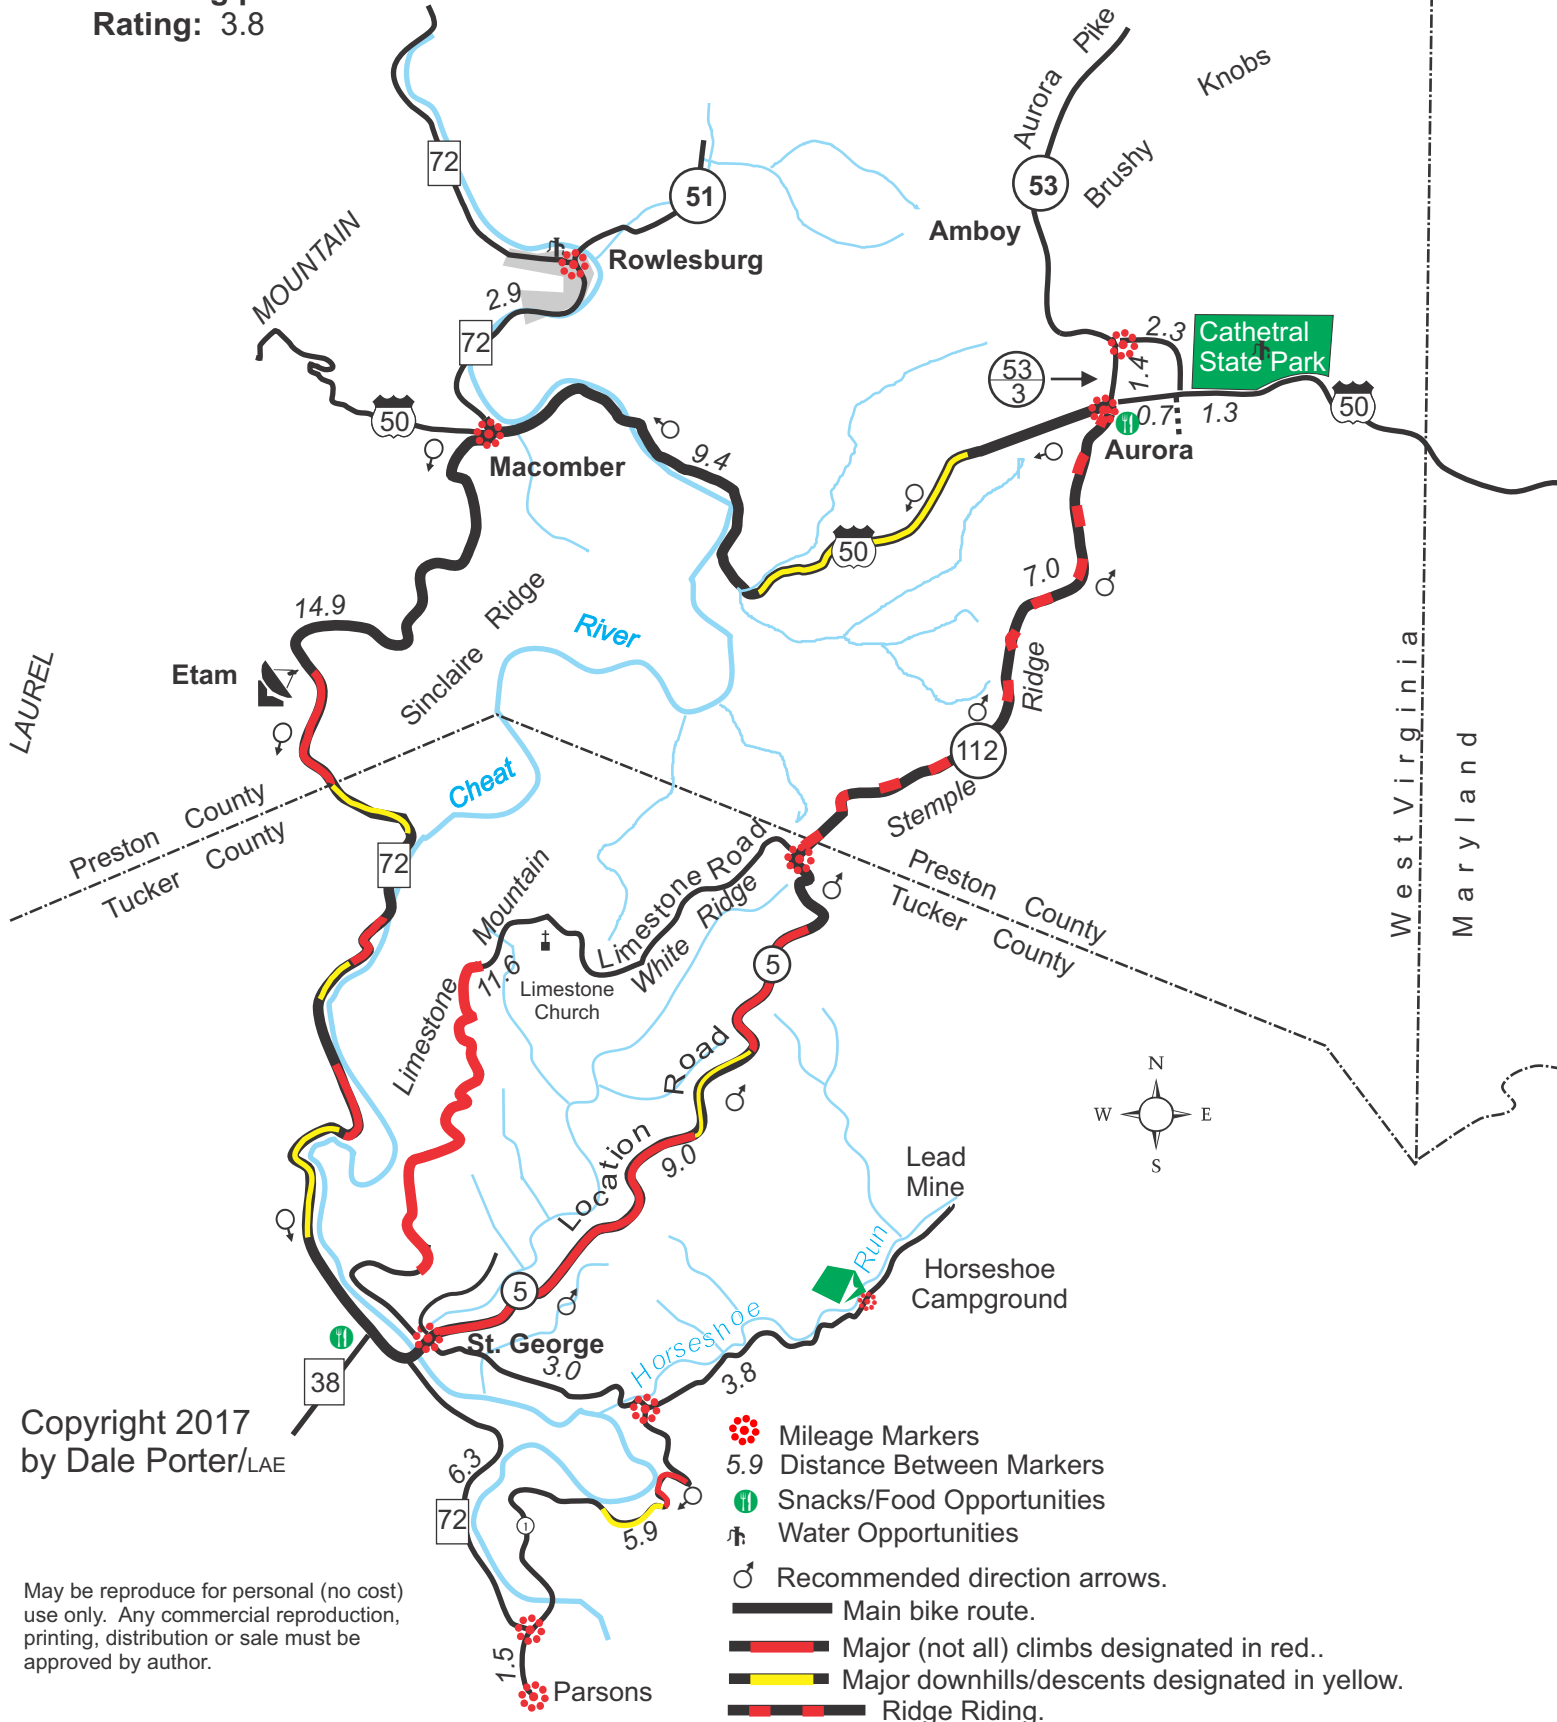 Rating: 3.8
Aurora Pike
Knobs
Brushy
72
51
53
Amboy
Rowlesburg
MOUNTAIN
2.9
72
2.3
Cathetral
State Park
53
3
1.4
50
50
0.7
1.3
Aurora
Macomber
9.4
50
7.0
14.9
Sinclaire Ridge
River
Etam
LAUREL
Ridge
112
Stemple
Cheat
West Virginia
Maryland
Preston County
Tucker County
72
Preston County
Tucker County
Limestone Road
White Ridge
Mountain
Limestone
11.6
Limestone
Church
5
Road
Location
9.0
N
W
E
S
Lead
Mine
Run
Horseshoe
Campground
5
Horseshoe
St. George
3.0
3.8
38
Copyright 2017
by Dale Porter/LAE
6.3
72
1
5.9
1.5
Parsons
Mileage Markers
5.9 Distance Between Markers
Snacks/Food Opportunities
Water Opportunities
Recommended direction arrows.
Main bike route.
Major (not all) climbs designated in red..
Major downhills/descents designated in yellow.
Ridge Riding.
May be reproduce for personal (no cost)
use only. Any commercial reproduction,
printing, distribution or sale must be
approved by author.